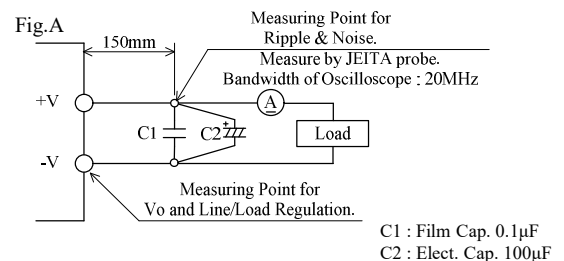 Fig.A
Measuring Point for
Ripple & Noise.
150mm
Measure by JEITA probe.
Bandwidth of Oscilloscope : 20MHz
+V
A
C1
C2
+
Load
-V
Measuring Point for
Vo and Line/Load Regulation.
C1 : Film Cap. 0.1µF
C2 : Elect. Cap. 100µF